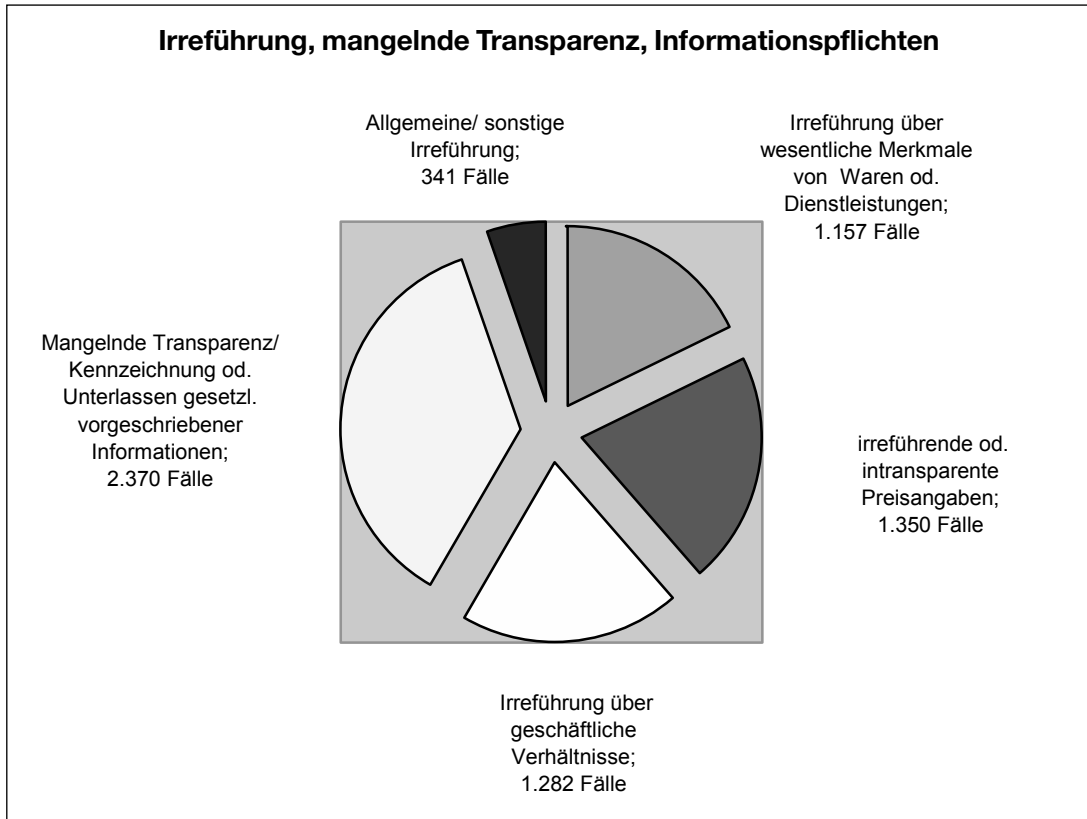 Irreführung, mangelnde Transparenz, Informationspflichten
Allgemeine/ sonstige
Irreführung;
341 Fälle
Irreführung über
wesentliche Merkmale
von Waren od.
Dienstleistungen;
1.157 Fälle
Mangelnde Transparenz/
Kennzeichnung od.
Unterlassen gesetzl.
vorgeschriebener
Informationen;
2.370 Fälle
irreführende od.
intransparente
Preisangaben;
1.350 Fälle
Irreführung über
geschäftliche
Verhältnisse;
1.282 Fälle